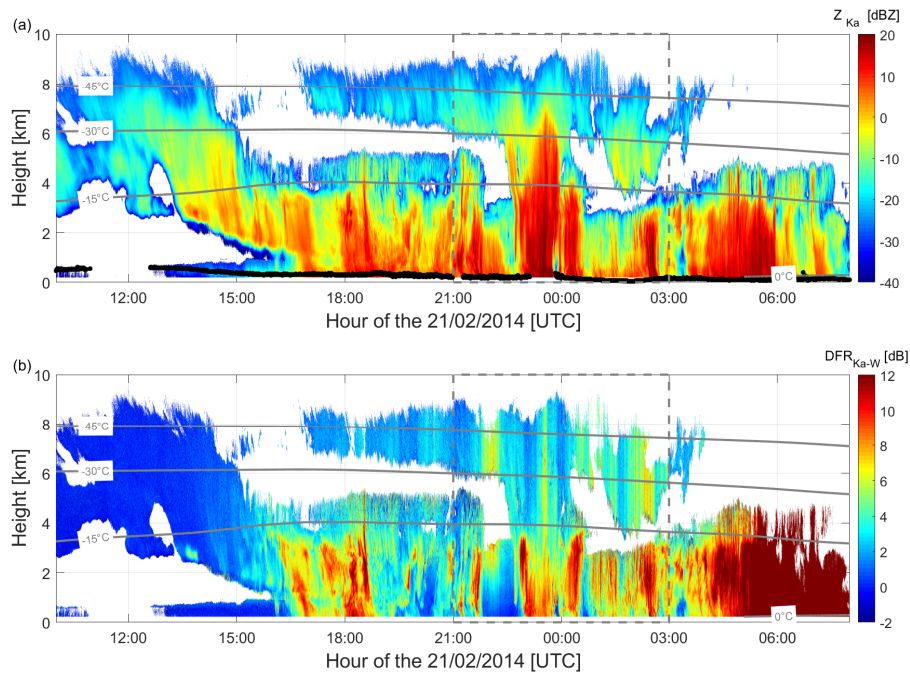 (a)
Z Ka [dBZ]
10
8
6
4
2
0
Height [km]
45°C
-30°C
-15°C
0°C
20
10
0
-10
-20
-30
-40
12:00 15:00 18:00 21:00 00:00 03:00 06:00
Hour of the 21/02/2014 [UTC]
(b)
DFR Ka-W [dB]
10
8
6
4
2
0
Height [km]
45°C
-30°C
-15°C
0°C
12
10
8
6
4
2
0
-2
12:00 15:00 18:00 21:00 00:00 03:00 06:00
Hour of the 21/02/2014 [UTC]